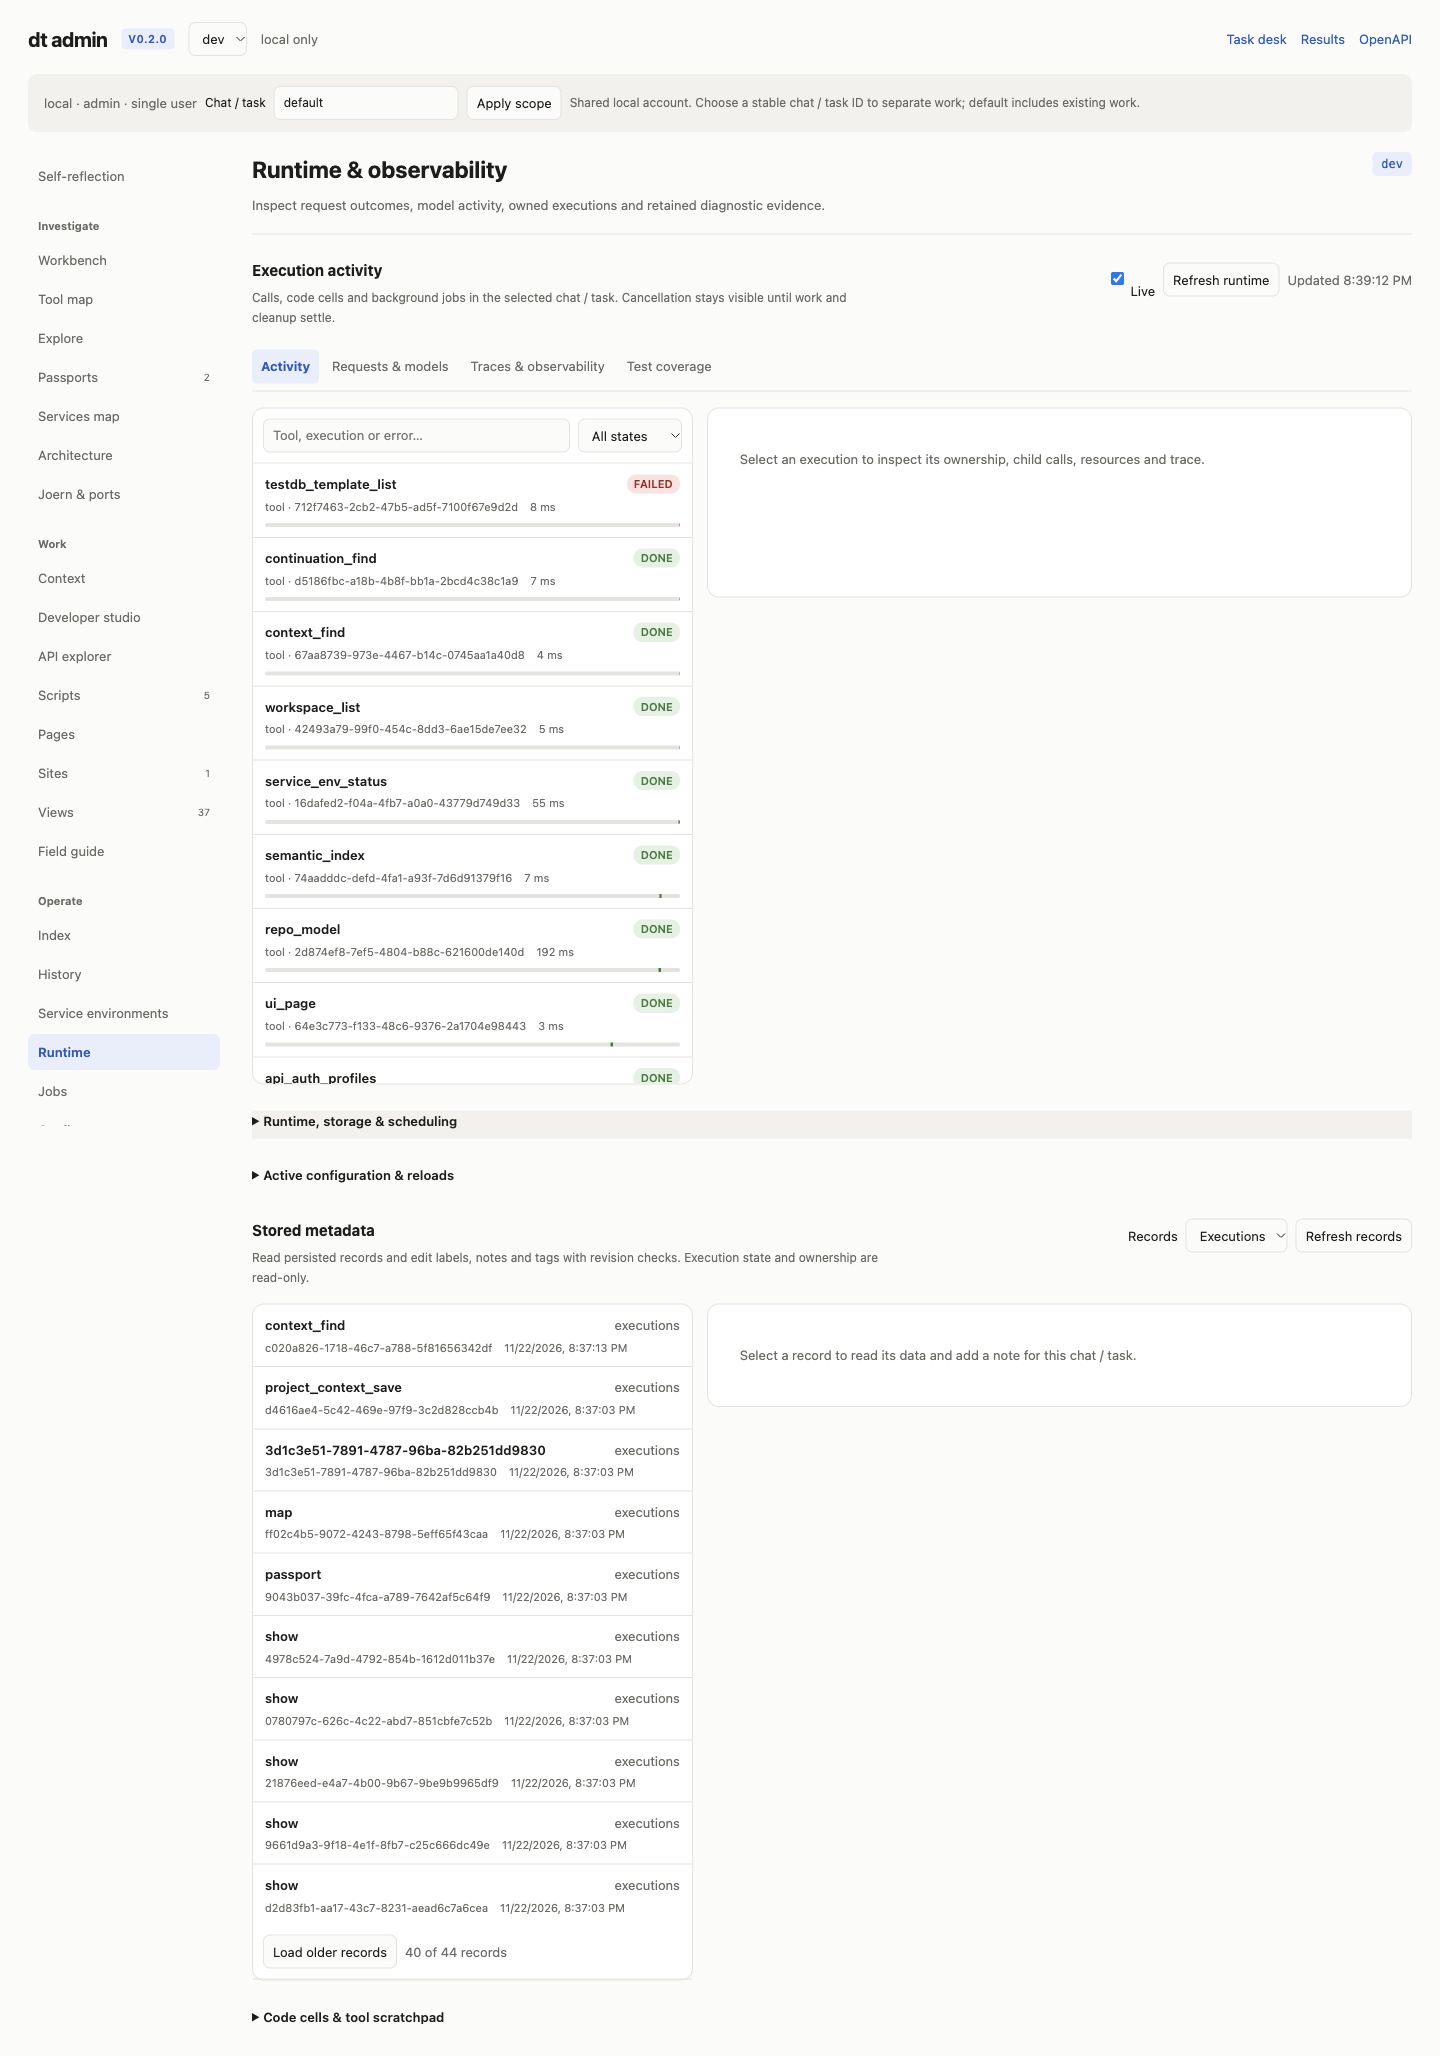 dt admin
V0.2.0
dev
local only
Task desk
Results
OpenAPI
local · admin · single user
Chat / task
default
Apply scope
Shared local account. Choose a stable chat / task ID to separate work; default includes existing work.
Self-reflection
Investigate
Workbench
Tool map
Explore
Passports 2
Services map
Architecture
Joern & ports
Work
Context
Developer studio
API explorer
Scripts 5
Pages
Sites 1
Views 37
Field guide
Operate
Index
History
Service environments
Runtime
Jobs
Runtime & observability
dev
Inspect request outcomes, model activity, owned executions and retained diagnostic evidence.
Execution activity
Calls, code cells and background jobs in the selected chat / task. Cancellation stays visible until work and
cleanup settle.
Live
Refresh runtime
Updated 8:39:12 PM
Activity
Requests & models
Traces & observability
Test coverage
Tool, execution or error...
All states
testdb_template_list FAILED
tool · 712f7463-2cb2-47b5-ad5f-7100f67e9d2d 8 ms
continuation_find DONE
tool · d5186fbc-a18b-4b8f-bb1a-2bcd4c38c1a9 7 ms
context_find DONE
tool · 67aa8739-973e-4467-b14c-0745aa1a40d8 4 ms
workspace_list DONE
tool · 42493a79-99f0-454c-8dd3-6ae15de7ee32 5 ms
service_env_status DONE
tool · 16dafed2-f04a-4fb7-a0a0-43779d749d33 55 ms
semantic_index DONE
tool · 74aadddc-defd-4fa1-a93f-7d6d91379f16 7 ms
repo_model DONE
tool · 2d874ef8-7ef5-4804-b88c-621600de140d 192 ms
ui_page DONE
tool · 64e3c773-f133-48c6-9376-2a1704e98443 3 ms
api_auth_profiles DONE
Select an execution to inspect its ownership, child calls, resources and trace.
Runtime, storage & scheduling
Active configuration & reloads
Stored metadata
Read persisted records and edit labels, notes and tags with revision checks. Execution state and ownership are
read-only.
Records
Executions
Refresh records
context_find executions
c020a826-1718-46c7-a788-5f81656342df 11/22/2026, 8:37:13 PM
project_context_save executions
d4616ae4-5c42-469e-97f9-3c2d828ccb4b 11/22/2026, 8:37:03 PM
3d1c3e51-7891-4787-96ba-82b251dd9830 executions
3d1c3e51-7891-4787-96ba-82b251dd9830 11/22/2026, 8:37:03 PM
map executions
ff02c4b5-9072-4243-8798-5eff65f43caa 11/22/2026, 8:37:03 PM
passport executions
9043b037-39fc-4fca-a789-7642af5c64f9 11/22/2026, 8:37:03 PM
show executions
4978c524-7a9d-4792-854b-1612d011b37e 11/22/2026, 8:37:03 PM
show executions
0780797c-626c-4c22-abd7-851cbfe7c52b 11/22/2026, 8:37:03 PM
show executions
21876eed-e4a7-4b00-9b67-9be9b9965df9 11/22/2026, 8:37:03 PM
show executions
9661d9a3-9f18-4e1f-8fb7-c25c666dc49e 11/22/2026, 8:37:03 PM
show executions
d2d83fb1-aa17-43c7-8231-aead6c7a6cea 11/22/2026, 8:37:03 PM
Load older records
40 of 44 records
Select a record to read its data and add a note for this chat / task.
Code cells & tool scratchpad